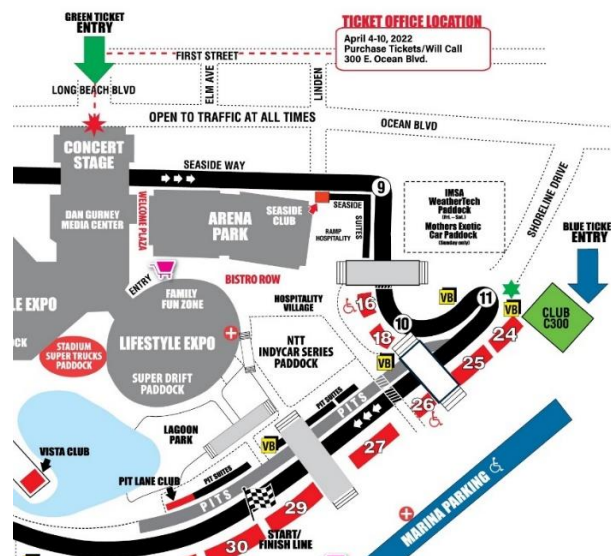 GREEN TICKET
ENTRY
TICKET OFFICE LOCATION
April 4-10, 2022
Purchase Tickets/Will Call
300 E. Ocean Blvd.
FIRST STREET
LONG BEACH BLVD
ELM AVE
LINDEN
OPEN TO TRAFFIC AT ALL TIMES
OCEAN BLVD
CONCERT
STAGE
SEASIDE WAY
9
SHORELINE DRIVE
IMSA
WeatherTech
Paddock
(Fri. - Sat.)
Mothers Exotic
Car Paddock
(Sunday only)
BLUE TICKE
ENTRY
DAN GURNEY
MEDIA CENTER
WELCOME PLAZA
ARENA
PARK
SEASIDE
CLUB
SEASIDE
SUITES
RAMP
HOSPITALITY
ENTRY
BISTRO ROW
FAMILY
FUN ZONE
HOSPITALITY
VILLAGE
16
VB
11
VB
10
18
24
CLUB
C300
LE EXPO
OCK
LIFESTYLE EXPO
NTT
INDYCAR SERIES
PADDOCK
VB
25
STADIUM
SUPER TRUCKS
PADDOCK
SUPER DRIFT
PADDOCK
PIT SUITES
PITS
26
LAGOON
PARK
VB
27
VISTA CLUB
PIT LANE CLUB
PIT SUITES
PITS
29
START/
FINISH LINE
30
MARINA PARKING